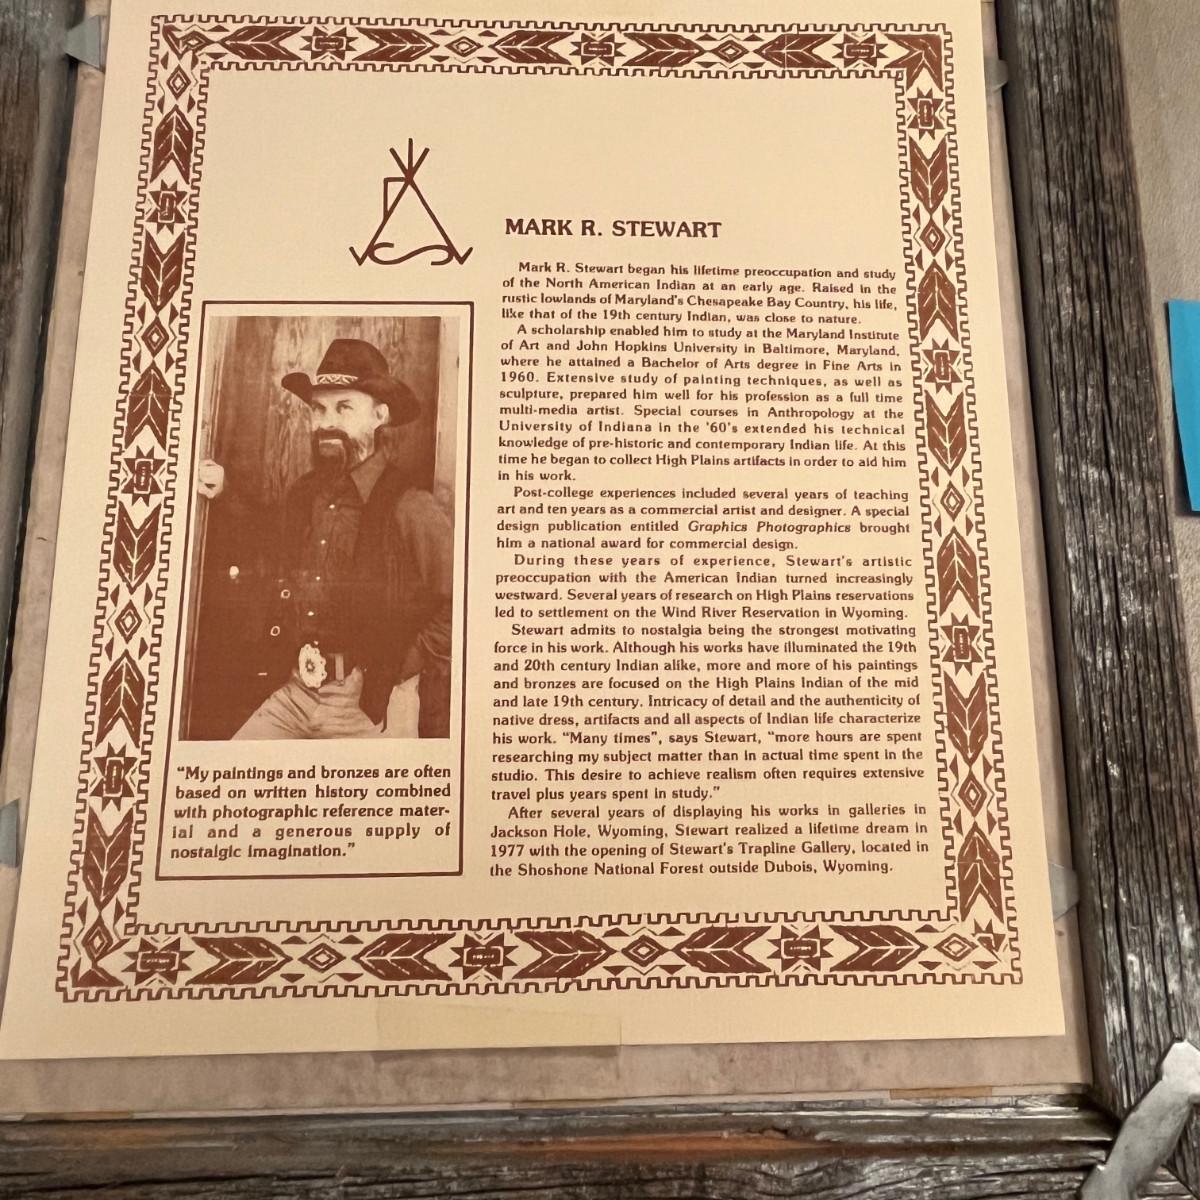 MARK R. STEWART
Mark R. Stewart began his lifetime preoccupation and study
of the North American Indian at an early age. Raised in the
rustic lowlands of Maryland's Chesapeake Bay Country, his life,
like that of the 19th century Indian, was close to nature.
A scholarship enabled him to study at the Maryland Institute
of Art and John Hopkins University in Baltimore, Maryland,
where he attained a Bachelor of Arts degree in Fine Arts in
1960. Extensive study of painting techniques, as well as
sculpture, prepared him well for his profession as a full time
multi-media artist. Special courses in Anthropology at the
University of Indiana in the '60's extended his technical
knowledge of pre-historic and contemporary Indian life. At this
time he began to collect High Plains artifacts in order to aid him
in his work.
Post-college experiences included several years of teaching
art and ten years as a commercial artist and designer. A special
design publication entitled Graphics Photographics brought
him a national award for commercial design.
During these years of experience, Stewart's artistic
preoccupation with the American Indian turned increasingly
westward. Several years of research on High Plains reservations
led to settlement on the Wind River Reservation in Wyoming.
Stewart admits to nostalgia being the strongest motivating
force in his work. Although his works have illuminated the 19th
and 20th century Indian alike, more and more of his paintings
and bronzes are focused on the High Plains Indian of the mid
and late 19th century. Intricacy of detail and the authenticity of
native dress, artifacts and all aspects of Indian life characterize
his work. "Many times", says Stewart, "more hours are spent
researching my subject matter than in actual time spent in the
studio. This desire to achieve realism often requires extensive
travel plus years spent in study."
After several years of displaying his works in galleries in
Jackson Hole, Wyoming, Stewart realized a lifetime dream in
1977 with the opening of Stewart's Trapline Gallery, located in
the Shoshone National Forest outside Dubois, Wyoming.
"My paintings and bronzes are often
based on written history combined
with photographic reference mater-
ial and a generous supply of
nostalgic imagination."